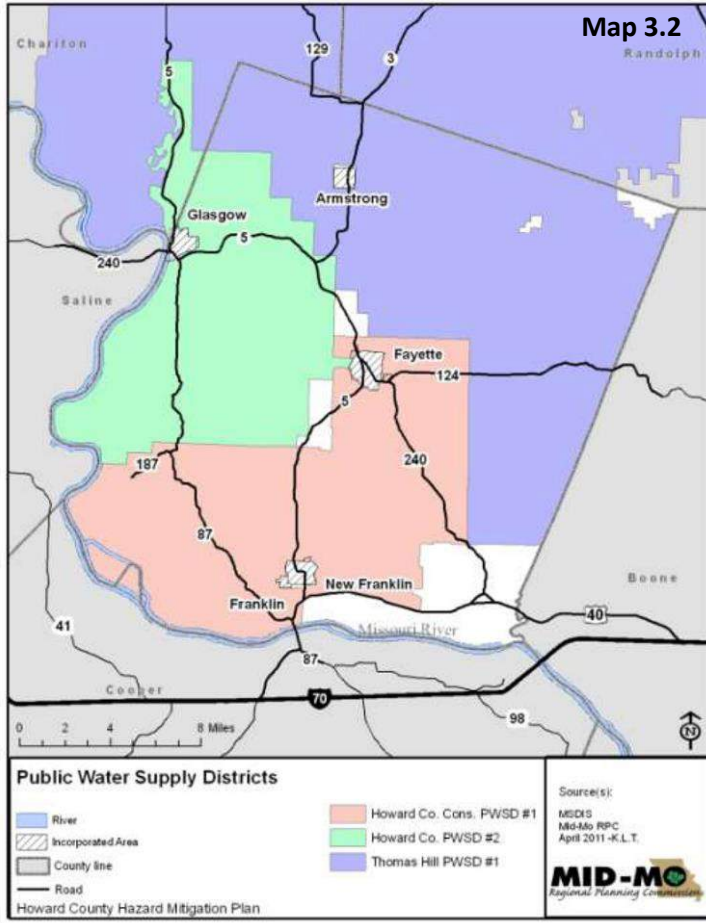 Map 3.2
Chariton
Randolph
129
3
5
Armstrong
Glasgow
5
240
Saline
Fayette
124
5
240
187
87
New Franklin
Franklin
Boone
40
Missouri River
41
87
Cooper
70
98
0 2 4 8 Miles
N
Public Water Supply Districts
River
Incorporated Area
County line
Road
Howard Co. Cons. PWSD #1
Howard Co. PWSD #2
Thomas Hill PWSD #1
Howard County Hazard Mitigation Plan
Source(s):
MSDIS
Mid-Mo RPC
April 2011 -K.L.T.
MID-MO
Regional Planning Commission